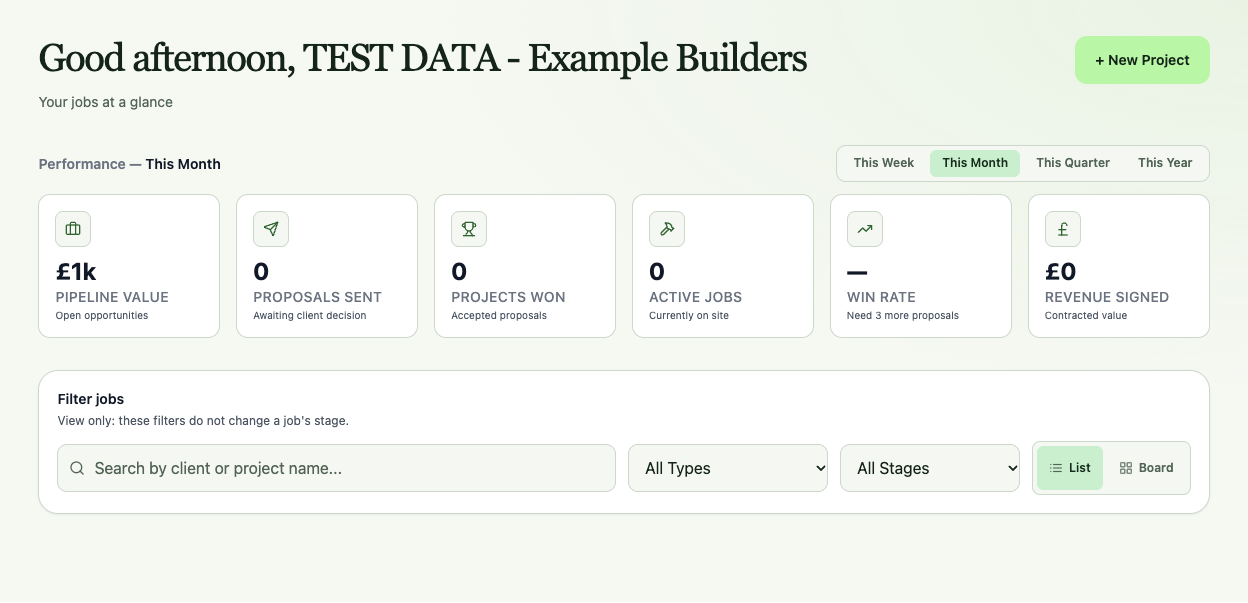 Good afternoon, TEST DATA - Example Builders
+ New Project
Your jobs at a glance
Performance — This Month
This Week
This Month
This Quarter
This Year
£1k
PIPELINE VALUE
Open opportunities
0
PROPOSALS SENT
Awaiting client decision
0
PROJECTS WON
Accepted proposals
0
ACTIVE JOBS
Currently on site
—
WIN RATE
Need 3 more proposals
£0
REVENUE SIGNED
Contracted value
Filter jobs
View only: these filters do not change a job's stage.
Search by client or project name...
All Types
All Stages
List
Board